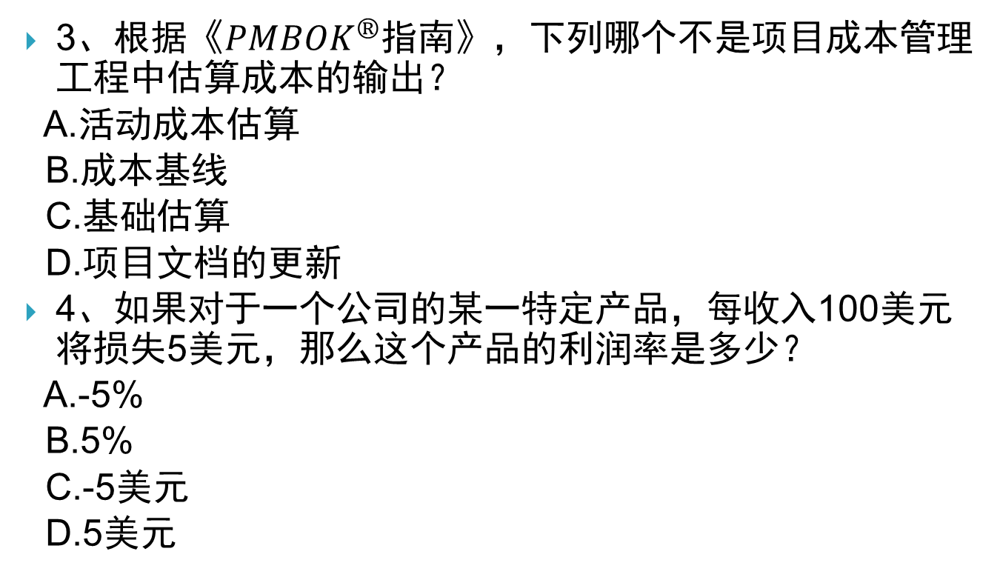 3、根据《PMBOK®指南》，下列哪个不是项目成本管理
工程中估算成本的输出？
A.活动成本估算
B.成本基线
C.基础估算
D.项目文档的更新
4、如果对于一个公司的某一特定产品，每收入100美元
将损失5美元，那么这个产品的利润率是多少？
A.-5%
B.5%
C.-5美元
D.5美元